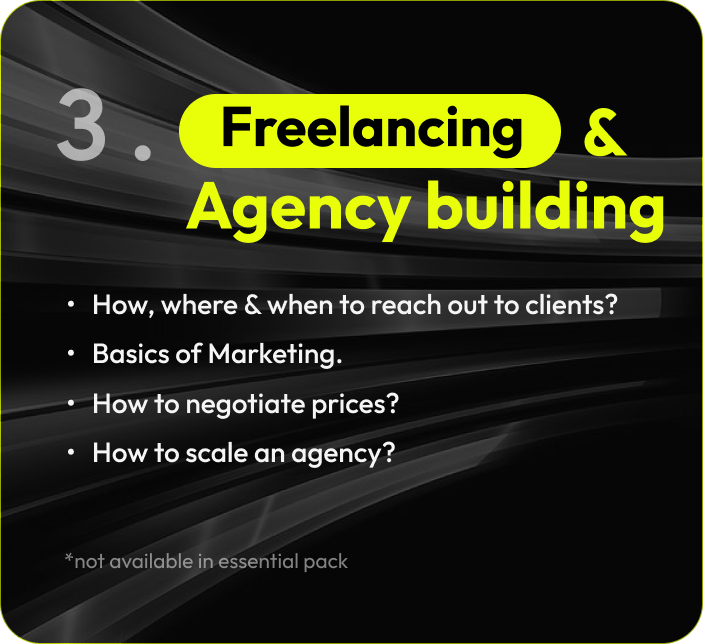 3. Freelancing &
Agency building
• How, where & when to reach out to clients?
• Basics of Marketing.
• How to negotiate prices?
• How to scale an agency?
*not available in essential pack